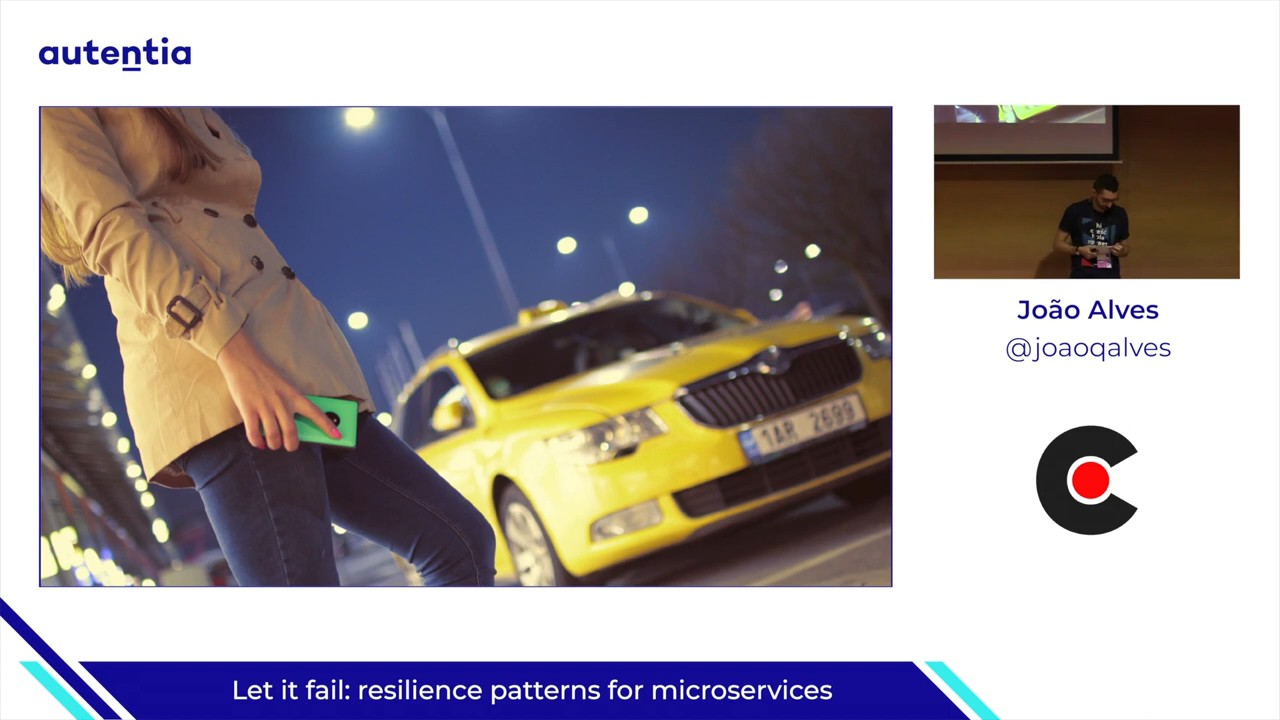 autentia
1AR 2699
João Alves
@joaoqalves
Let it fail: resilience patterns for microservices